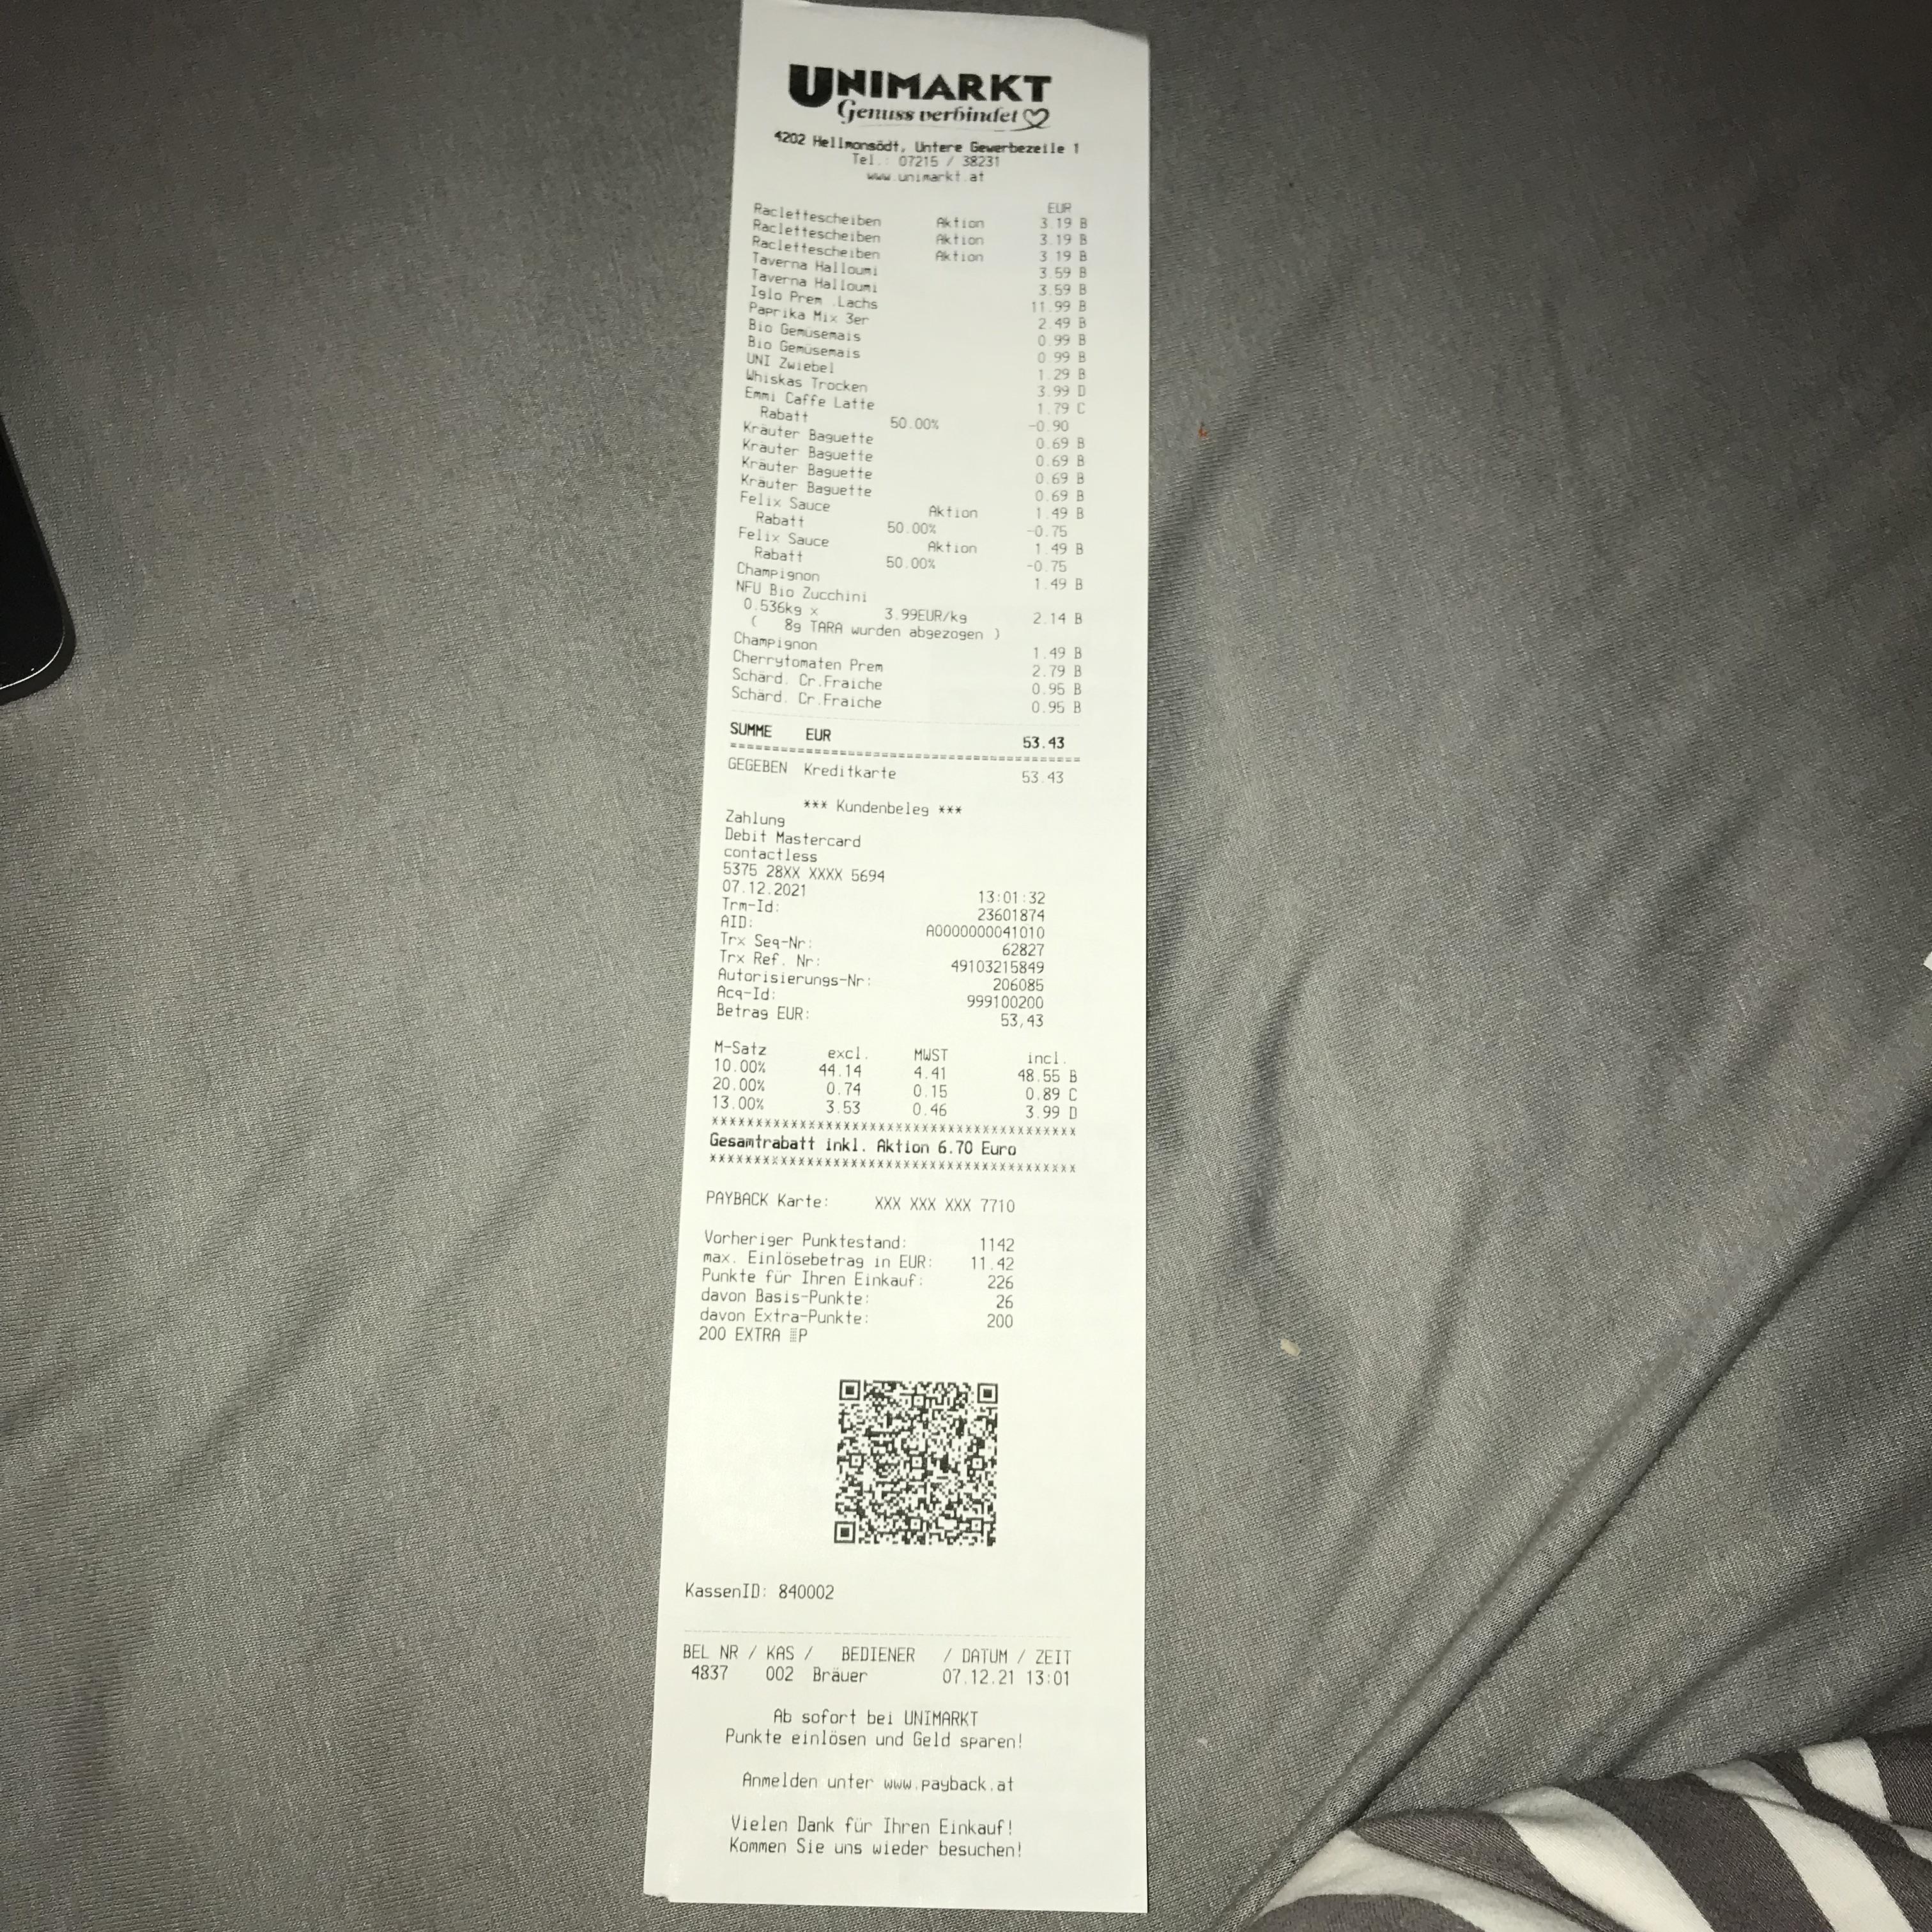 UNIMARKT
Genuss verbindet
4202 Hellmonsödt, Untere Gewerbezeile 1
Tel.: 07215 / 38231
www.unimarkt.at
EUR
Raclettescheiben Aktion 3.19 B
Raclettescheiben Aktion 3.19 B
Raclettescheiben Aktion 3.19 B
Taverna Halloumi 3.59 B
Taverna Halloumi 3.59 B
Iglo Prem .Lachs 11.99 B
Paprika Mix 3er 2.49 B
Bio Gemüsemais 0.99 B
Bio Gemüsemais 0.99 B
UNI Zwiebel 1.29 B
Whiskas Trocken 3.99 D
Emmi Caffe Latte 1.79 C
Rabatt 50.00% -0.90
Kräuter Baguette 0.69 B
Kräuter Baguette 0.69 B
Kräuter Baguette 0.69 B
Kräuter Baguette 0.69 B
Felix Sauce Aktion 1.49 B
Rabatt 50.00% -0.75
Felix Sauce Aktion 1.49 B
Rabatt 50.00% -0.75
Champignon 1.49 B
NFU Bio Zucchini
0.536kg x 3.99EUR/kg 2.14 B
( 8g TARA wurden abgezogen )
Champignon 1.49 B
Cherrytomaten Prem 2.79 B
Schärd. Cr.Fraiche 0.95 B
Schärd. Cr.Fraiche 0.95 B
SUMME EUR 53.43
========================================
GEGEBEN Kreditkarte 53.43
*** Kundenbeleg ***
Zahlung
Debit Mastercard
contactless
5375 28XX XXXX 5694
07.12.2021 13:01:32
Trm-Id: 23601874
AID: A0000000041010
Trx Seq-Nr: 62827
Trx Ref. Nr: 49103215849
Autorisierungs-Nr: 206085
Acq-Id: 999100200
Betrag EUR: 53,43
M-Satz excl. MWST incl.
10.00% 44.14 4.41 48.55 B
20.00% 0.74 0.15 0.89 C
13.00% 3.53 0.46 3.99 D
****************************************
Gesamtrabatt inkl. Aktion 6.70 Euro
****************************************
PAYBACK Karte: XXX XXX XXX 7710
Vorheriger Punktestand: 1142
max. Einlösebetrag in EUR: 11.42
Punkte für Ihren Einkauf: 226
davon Basis-Punkte: 26
davon Extra-Punkte: 200
200 EXTRA °P
KassenID: 840002
BEL NR / KAS / BEDIENER / DATUM / ZEIT
4837 002 Bräuer 07.12.21 13:01
Ab sofort bei UNIMARKT
Punkte einlösen und Geld sparen!
Anmelden unter www.payback.at
Vielen Dank für Ihren Einkauf!
Kommen Sie uns wieder besuchen!